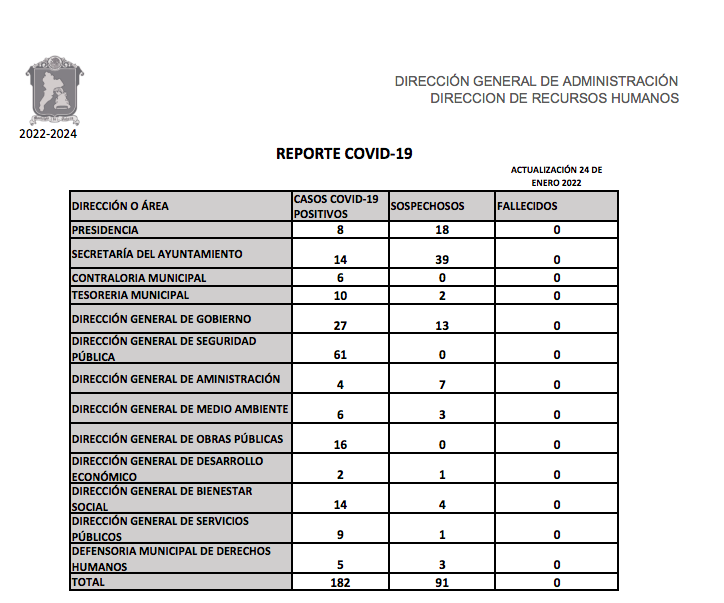 DIRECCIÓN GENERAL DE ADMINISTRACIÓN
DIRECCION DE RECURSOS HUMANOS
2022-2024
REPORTE COVID-19
ACTUALIZACIÓN 24 DE
ENERO 2022
DIRECCIÓN O ÁREA CASOS COVID-19 POSITIVOS SOSPECHOSOS FALLECIDOS
PRESIDENCIA 8 18 0
SECRETARÍA DEL AYUNTAMIENTO 14 39 0
CONTRALORIA MUNICIPAL 6 0 0
TESORERIA MUNICIPAL 10 2 0
DIRECCIÓN GENERAL DE GOBIERNO 27 13 0
DIRECCIÓN GENERAL DE SEGURIDAD
PÚBLICA 61 0 0
DIRECCIÓN GENERAL DE AMINISTRACIÓN 4 7 0
DIRECCIÓN GENERAL DE MEDIO AMBIENTE 6 3 0
DIRECCIÓN GENERAL DE OBRAS PÚBLICAS 16 0 0
DIRECCIÓN GENERAL DE DESARROLLO
ECONÓMICO 2 1 0
DIRECCIÓN GENERAL DE BIENESTAR
SOCIAL 14 4 0
DIRECCIÓN GENERAL DE SERVICIOS
PÚBLICOS 9 1 0
DEFENSORIA MUNICIPAL DE DERECHOS
HUMANOS 5 3 0
TOTAL 182 91 0